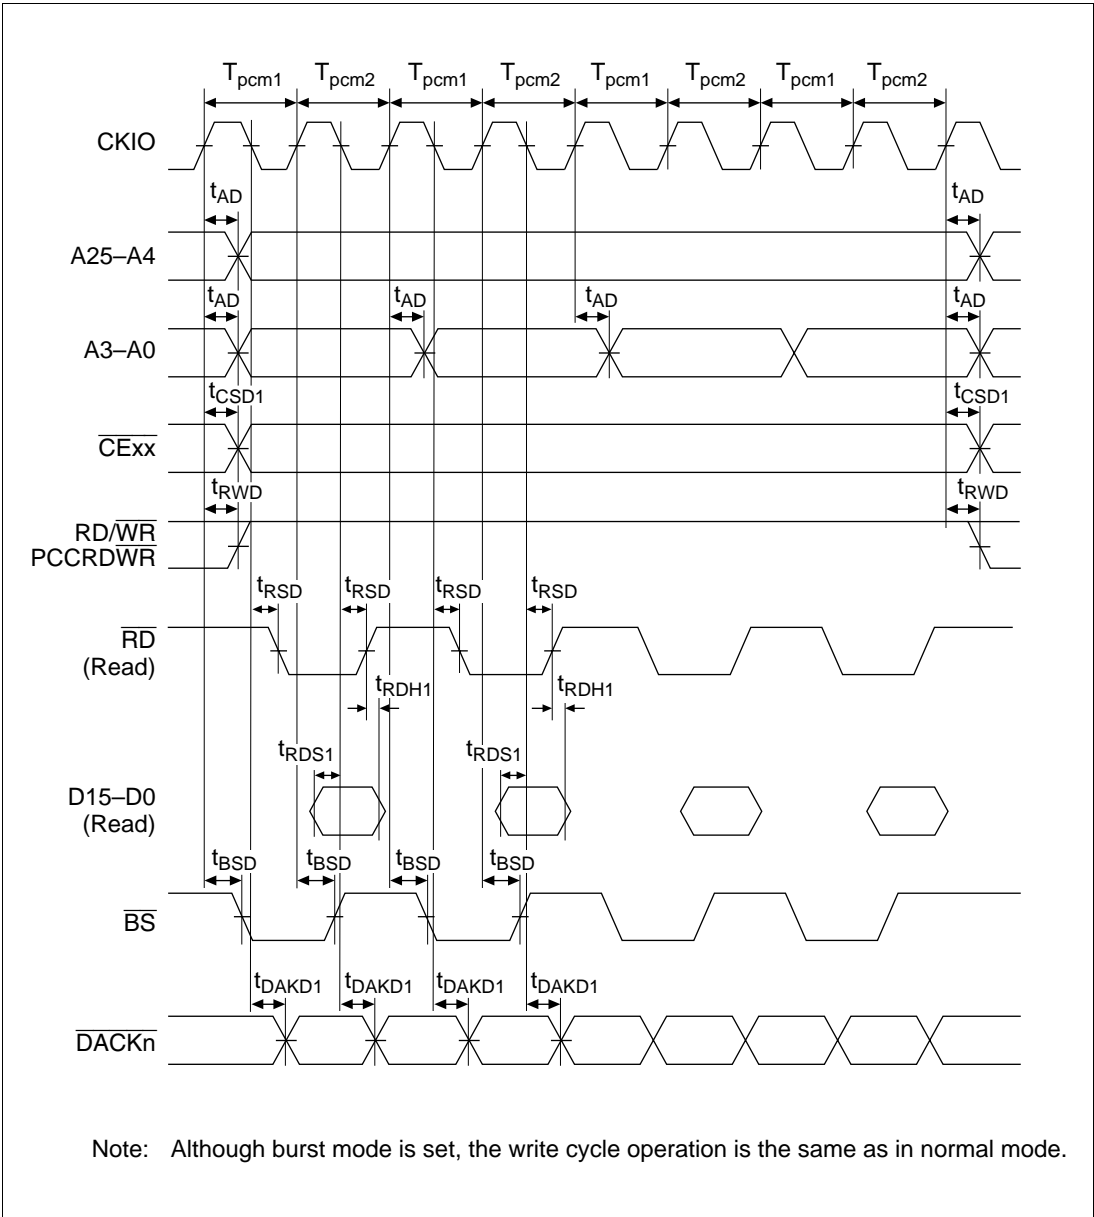 Tpcm1 Tpcm2 Tpcm1 Tpcm2 Tpcm1 Tpcm2 Tpcm1 Tpcm2
CKIO
tAD tAD
A25–A4
tAD tAD tAD tAD
A3–A0
tCSD1 tCSD1
CExx
tRWD tRWD
RD/WR
PCCRDWR
tRSD tRSD tRSD tRSD
RD
(Read)
tRDH1 tRDH1
tRDS1 tRDS1
D15–D0
(Read)
tBSD tBSD tBSD tBSD
BS
tDAKD1 tDAKD1 tDAKD1 tDAKD1
DACKn
Note: Although burst mode is set, the write cycle operation is the same as in normal mode.